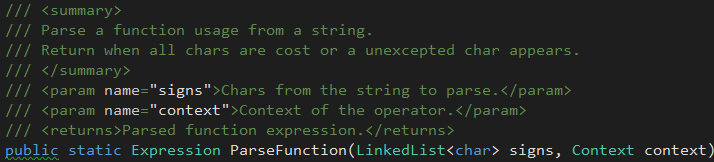 /// <summary>
/// Parse a function usage from a string.
/// Return when all chars are cost or a unexcepted char appears.
/// </summary>
/// <param name="signs">Chars from the string to parse.</param>
/// <param name="context">Context of the operator.</param>
/// <returns>Parsed function expression.</returns>
public static Expression ParseFunction(LinkedList<char> signs, Context context)